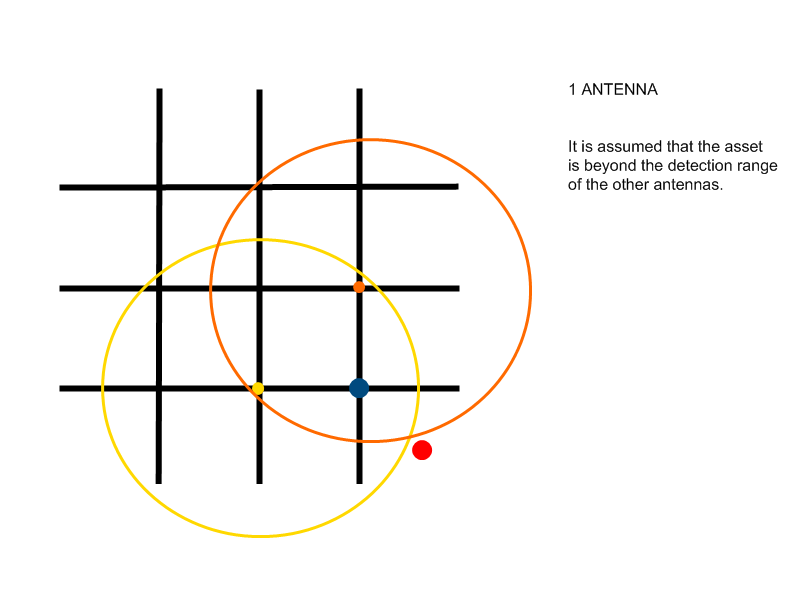 1 ANTENNA
It is assumed that the asset
is beyond the detection range
of the other antennas.